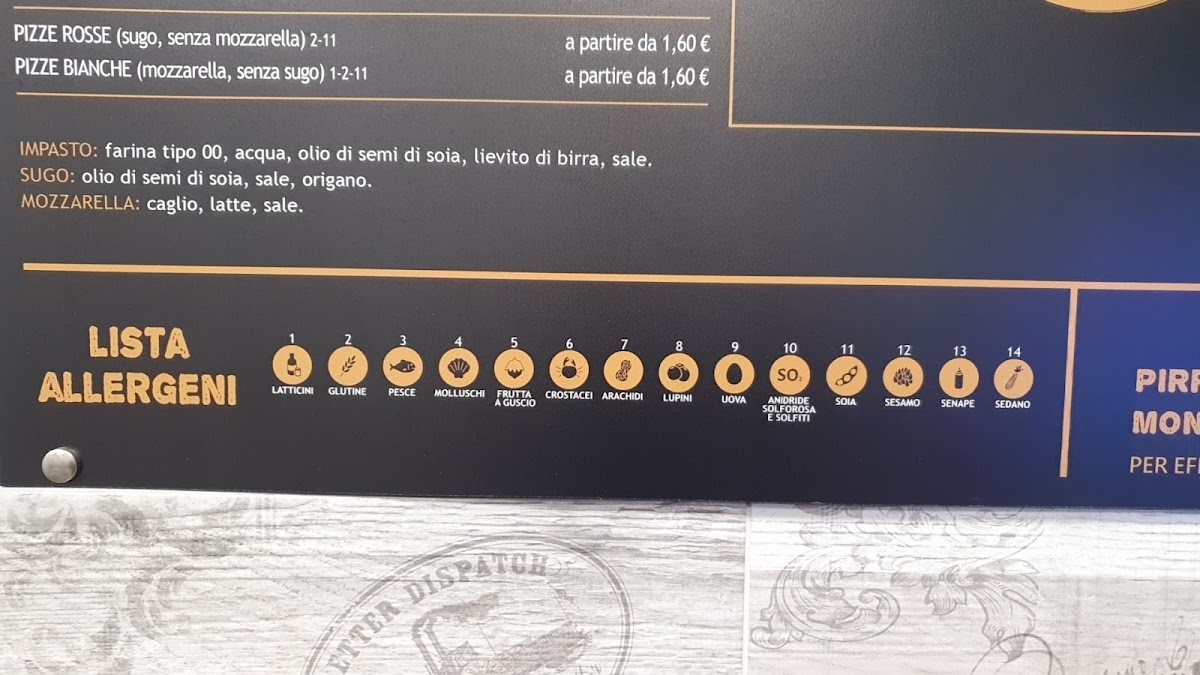 PIZZE ROSSE (sugo, senza mozzarella) 2-11 a partire da 1,60 €
PIZZE BIANCHE (mozzarella, senza sugo) 1-2-11 a partire da 1,60 €
IMPASTO: farina tipo 00, acqua, olio di semi di soia, lievito di birra, sale.
SUGO: olio di semi di soia, sale, origano.
MOZZARELLA: caglio, latte, sale.
LISTA
ALLERGENI
1 LATTICINI
2 GLUTINE
3 PESCE
4 MOLLUSCHI
5 FRUTTA
A GUSCIO
6 CROSTACEI
7 ARACHIDI
8 LUPINI
9 UOVA
10 SO₂ ANIDRIDE
SOLFOROSA
E SOLFITI
11 SOIA
12 SESAMO
13 SENAPE
14 SEDANO
PIRR
MON
PER EF
ETTER DISPATCH